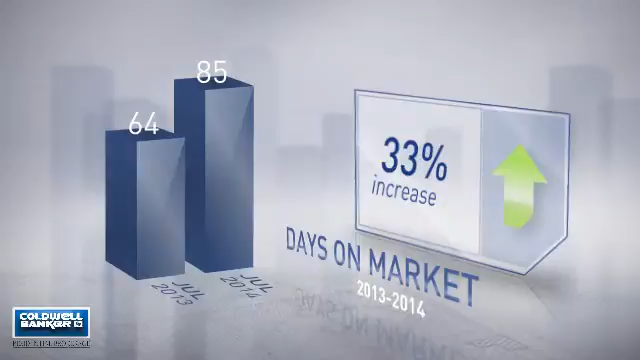 64
85
JUL
2013
JUL
2014
33%
increase
DAYS ON MARKET
2013-2014
COLDWELL
BANKER